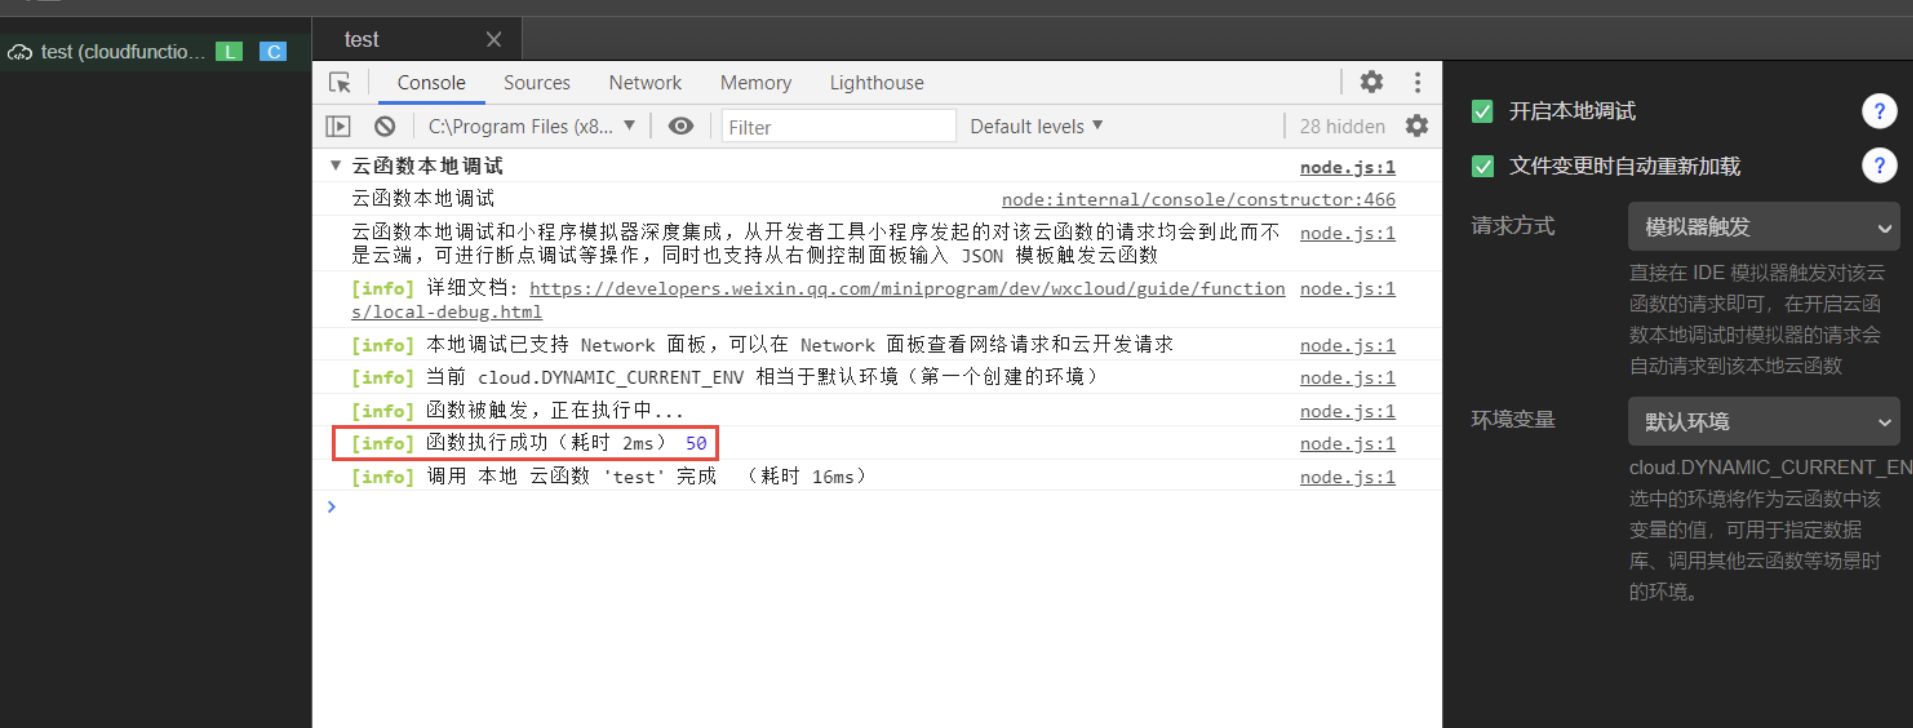 test (cloudfunctio... L C
test
Console Sources Network Memory Lighthouse
C:\Program Files (x8... ▼ Filter Default levels ▼ 28 hidden
▼ 云函数本地调试 node.js:1
云函数本地调试 node:internal/console/constructor:466
云函数本地调试和小程序模拟器深度集成，从开发者工具小程序发起的对该云函数的请求均会到此而不 node.js:1
是云端，可进行断点调试等操作，同时也支持从右侧控制面板输入 JSON 模板触发云函数
[info] 详细文档: https://developers.weixin.qq.com/miniprogram/dev/wxcloud/guide/function node.js:1
s/local-debug.html
[info] 本地调试已支持 Network 面板，可以在 Network 面板查看网络请求和云开发请求 node.js:1
[info] 当前 cloud.DYNAMIC_CURRENT_ENV 相当于默认环境（第一个创建的环境） node.js:1
[info] 函数被触发，正在执行中... node.js:1
[info] 函数执行成功（耗时 2ms） 50 node.js:1
[info] 调用 本地 云函数 'test' 完成 （耗时 16ms） node.js:1
开启本地调试 ?
文件变更时自动重新加载 ?
请求方式 模拟器触发
直接在 IDE 模拟器触发对该云
函数的请求即可，在开启云函
数本地调试时模拟器的请求会
自动请求到该本地云函数
环境变量 默认环境
cloud.DYNAMIC_CURRENT_EN
选中的环境将作为云函数中该
变量的值，可用于指定数据
库、调用其他云函数等场景时
的环境。